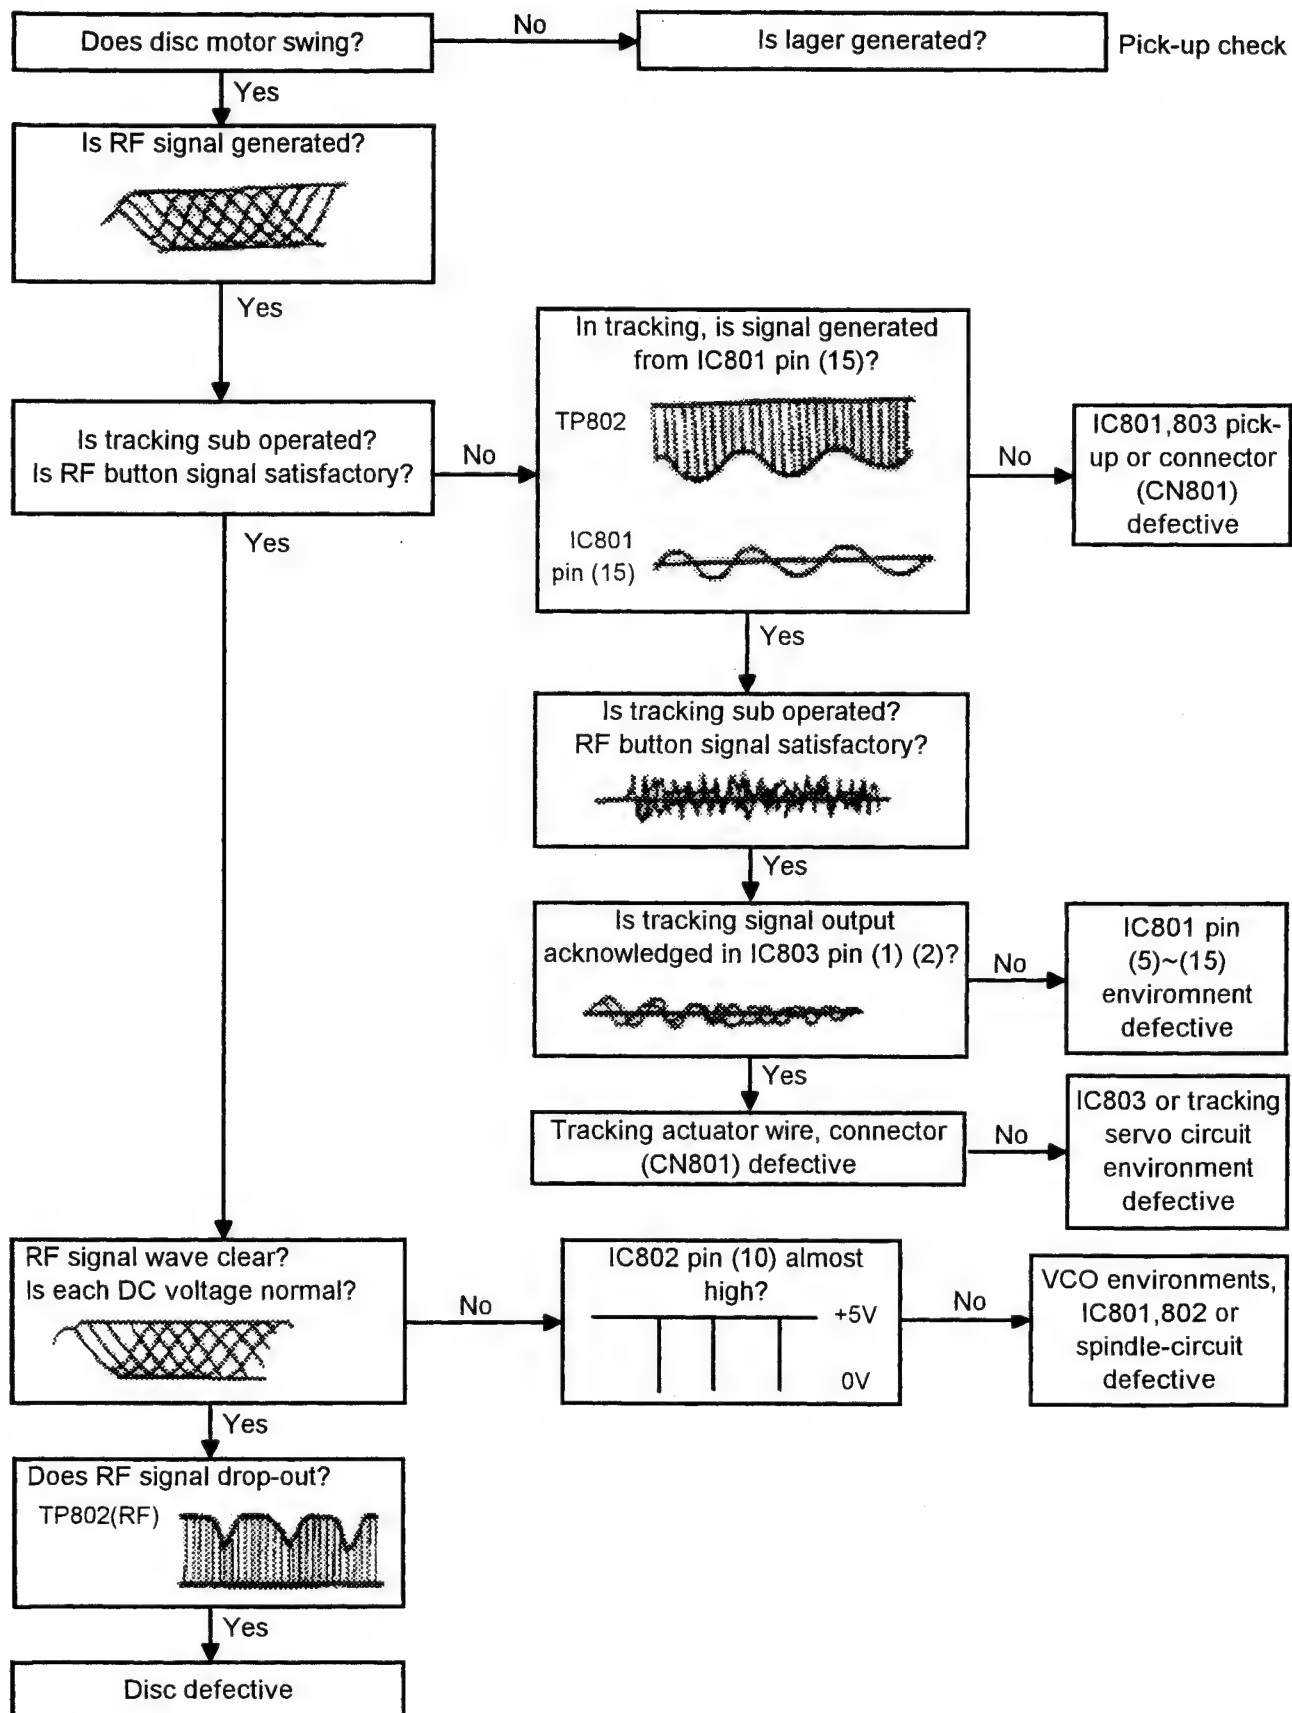 Does disc motor swing?
No
Is lager generated?
Pick-up check
Yes
Is RF signal generated?
Yes
In tracking, is signal generated
from IC801 pin (15)?
TP802
IC801
pin (15)
Is tracking sub operated?
Is RF button signal satisfactory?
No
No
IC801,803 pick-
up or connector
(CN801)
defective
Yes
Yes
Is tracking sub operated?
RF button signal satisfactory?
Yes
Is tracking signal output
acknowledged in IC803 pin (1) (2)?
No
IC801 pin
(5)~(15)
enviromnent
defective
Yes
Tracking actuator wire, connector
(CN801) defective
No
IC803 or tracking
servo circuit
environment
defective
RF signal wave clear?
Is each DC voltage normal?
No
IC802 pin (10) almost
high?
+5V
0V
No
VCO environments,
IC801,802 or
spindle-circuit
defective
Yes
Does RF signal drop-out?
TP802(RF)
Yes
Disc defective